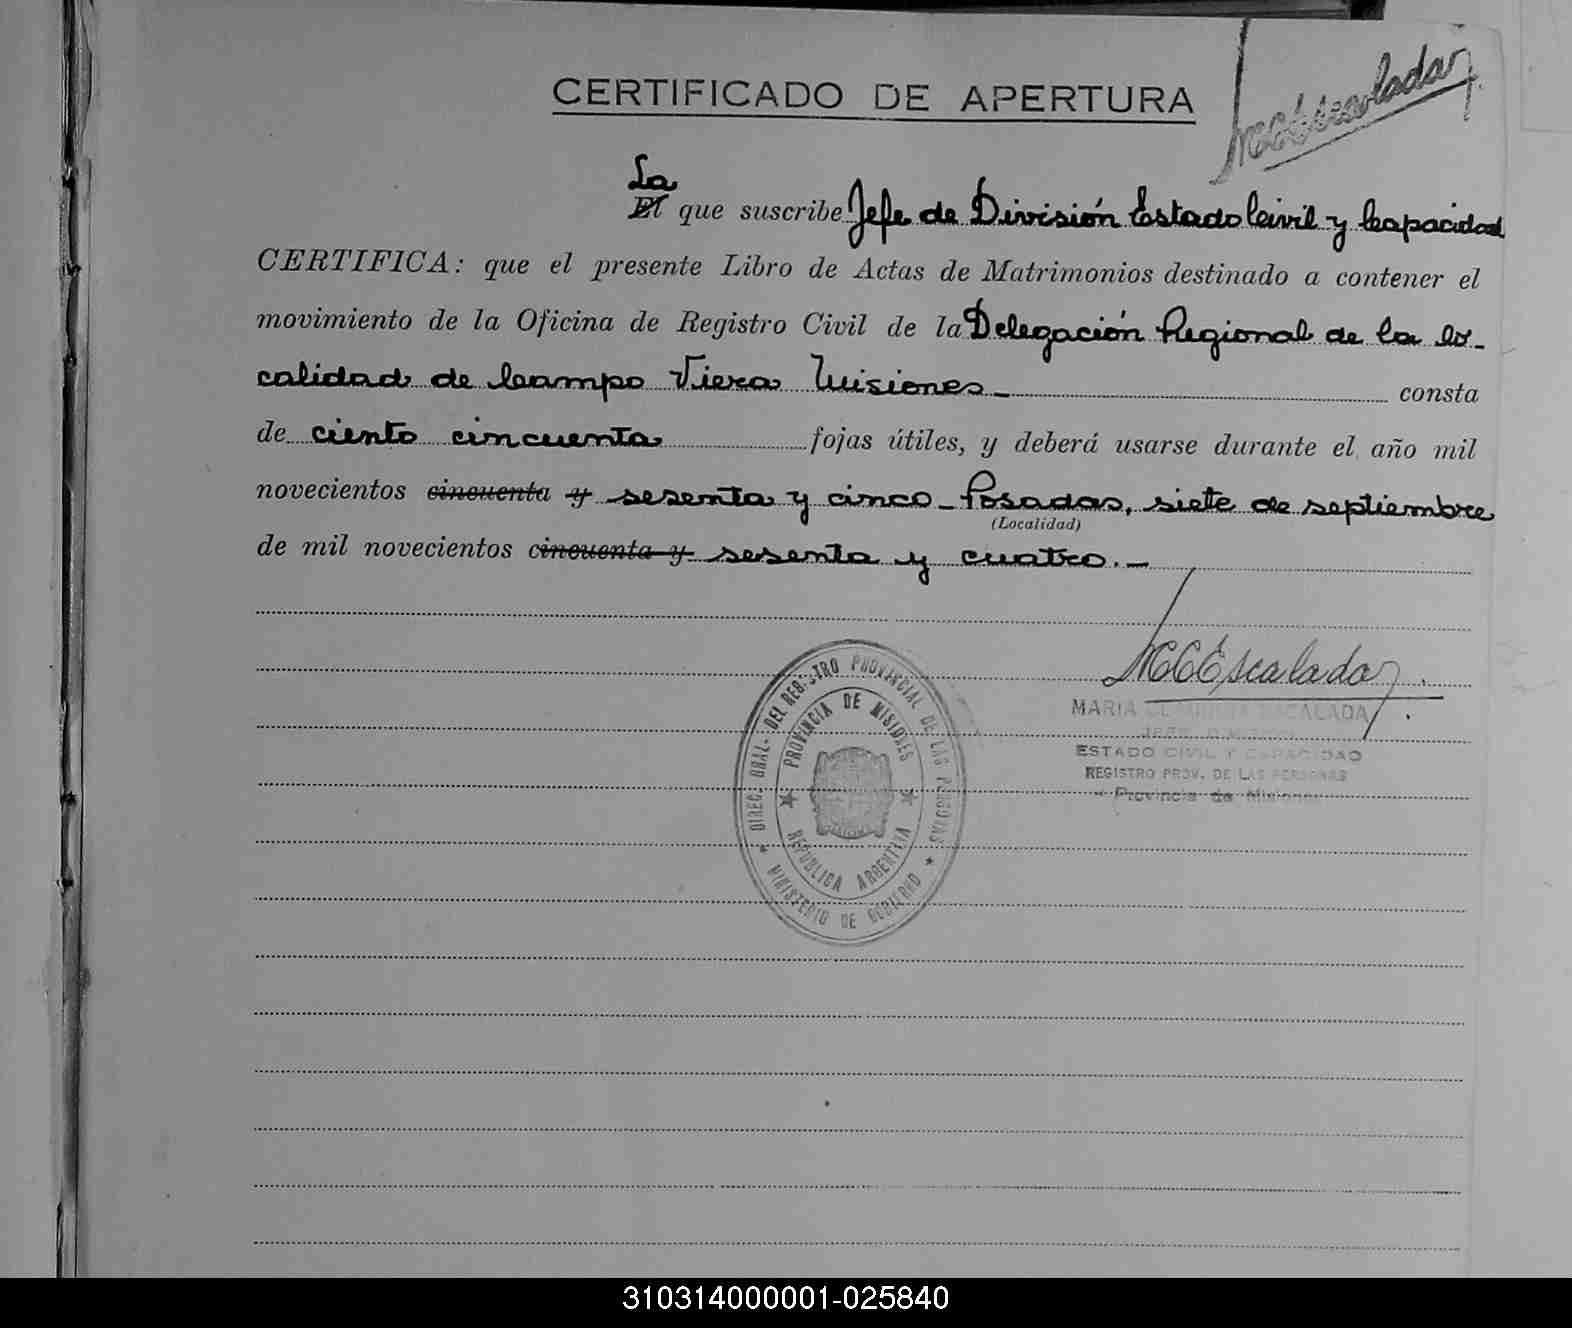 CERTIFICADO DE APERTURA
MCEscalada
La
El que suscribe Jefe de División Estado Civil y Capacidad
CERTIFICA: que el presente Libro de Actas de Matrimonios destinado a contener el
movimiento de la Oficina de Registro Civil de la Delegación Regional de la lo-
calidad de Campo Viera Misiones- consta
de ciento cincuenta fojas útiles, y deberá usarse durante el año mil
novecientos cincuenta y sesenta y cinco - Posadas, siete de septiembre
(Localidad)
de mil novecientos cincuenta y sesenta y cuatro.-
MCEscalada
MARIA ESCALADA
ESTADO CIVIL Y CAPACIDAD
REGISTRO PROV. DE LAS PERSONAS
Provincia de Misiones
DIREC. GRAL. DEL REGISTRO PROVINCIAL DE LAS PERSONAS
MINISTERIO DE GOBIERNO
PROVINCIA DE MISIONES
REPUBLICA ARGENTINA
310314000001-025840